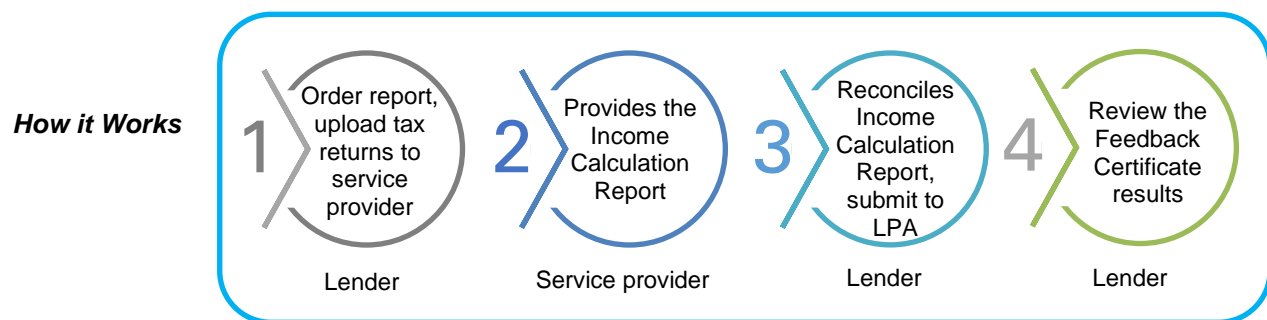 How it Works
1
Order report,
upload tax
returns to
service
provider
Lender
2
Provides the
Income
Calculation
Report
Service provider
3
Reconciles
Income
Calculation
Report,
submit to
LPA
Lender
4
Review the
Feedback
Certificate
results
Lender